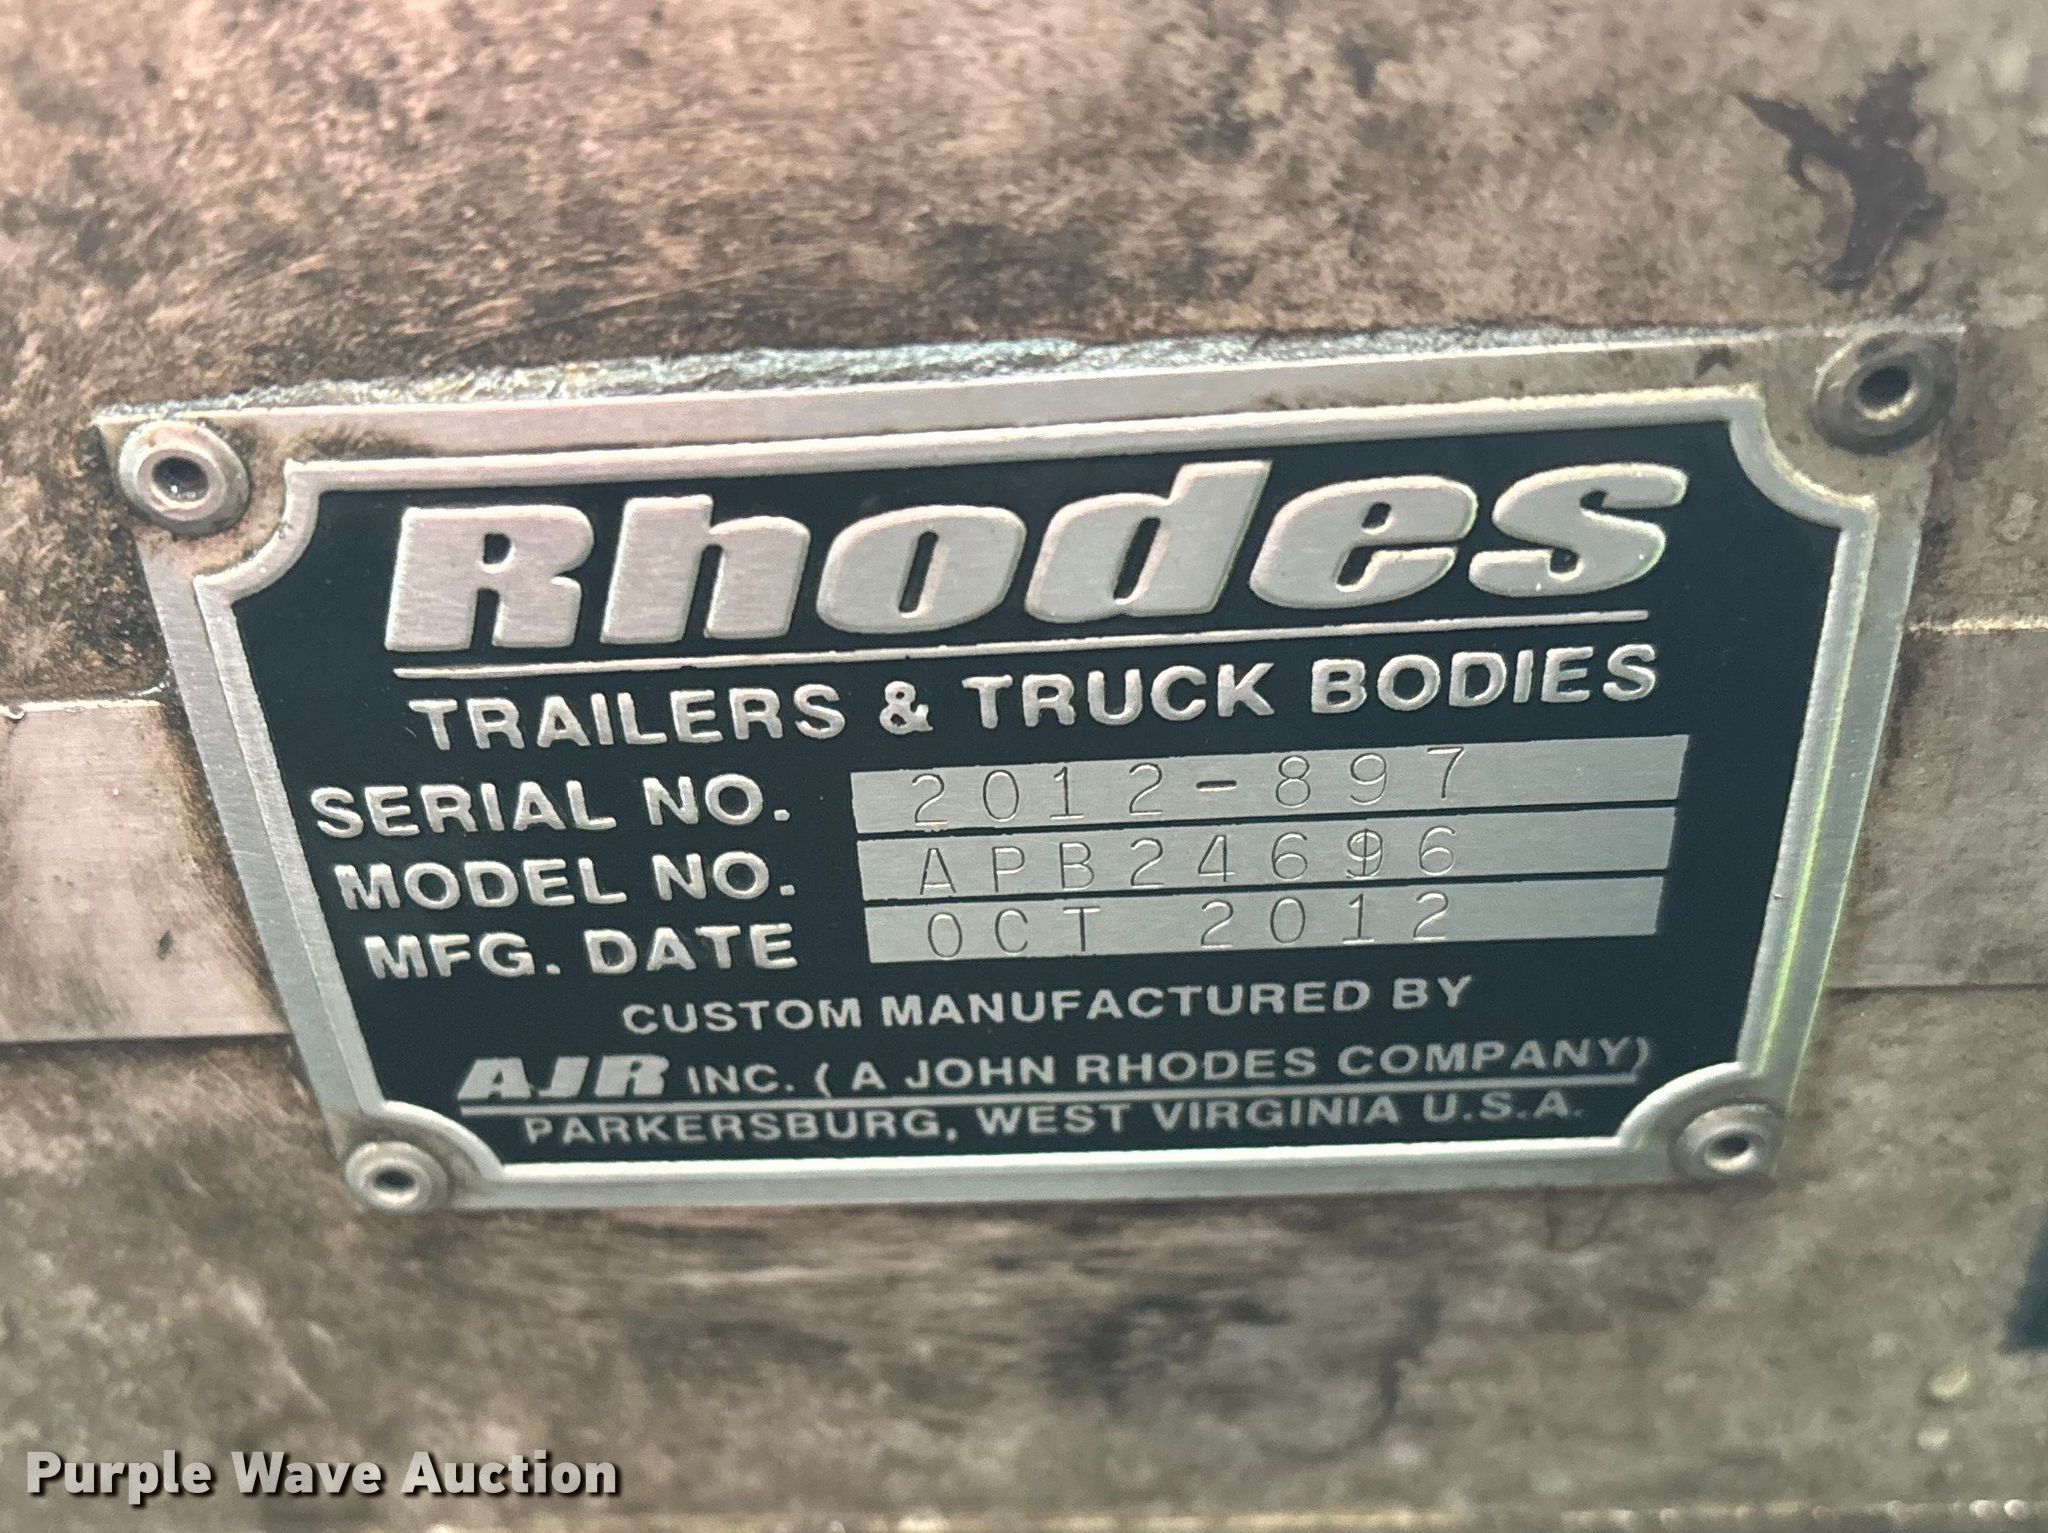 Rhodes
TRAILERS & TRUCK BODIES
SERIAL NO. 2012-897
MODEL NO. APB24696
MFG. DATE OCT 2012
CUSTOM MANUFACTURED BY
AJR INC. ( A JOHN RHODES COMPANY)
PARKERSBURG, WEST VIRGINIA U.S.A.
Purple Wave Auction